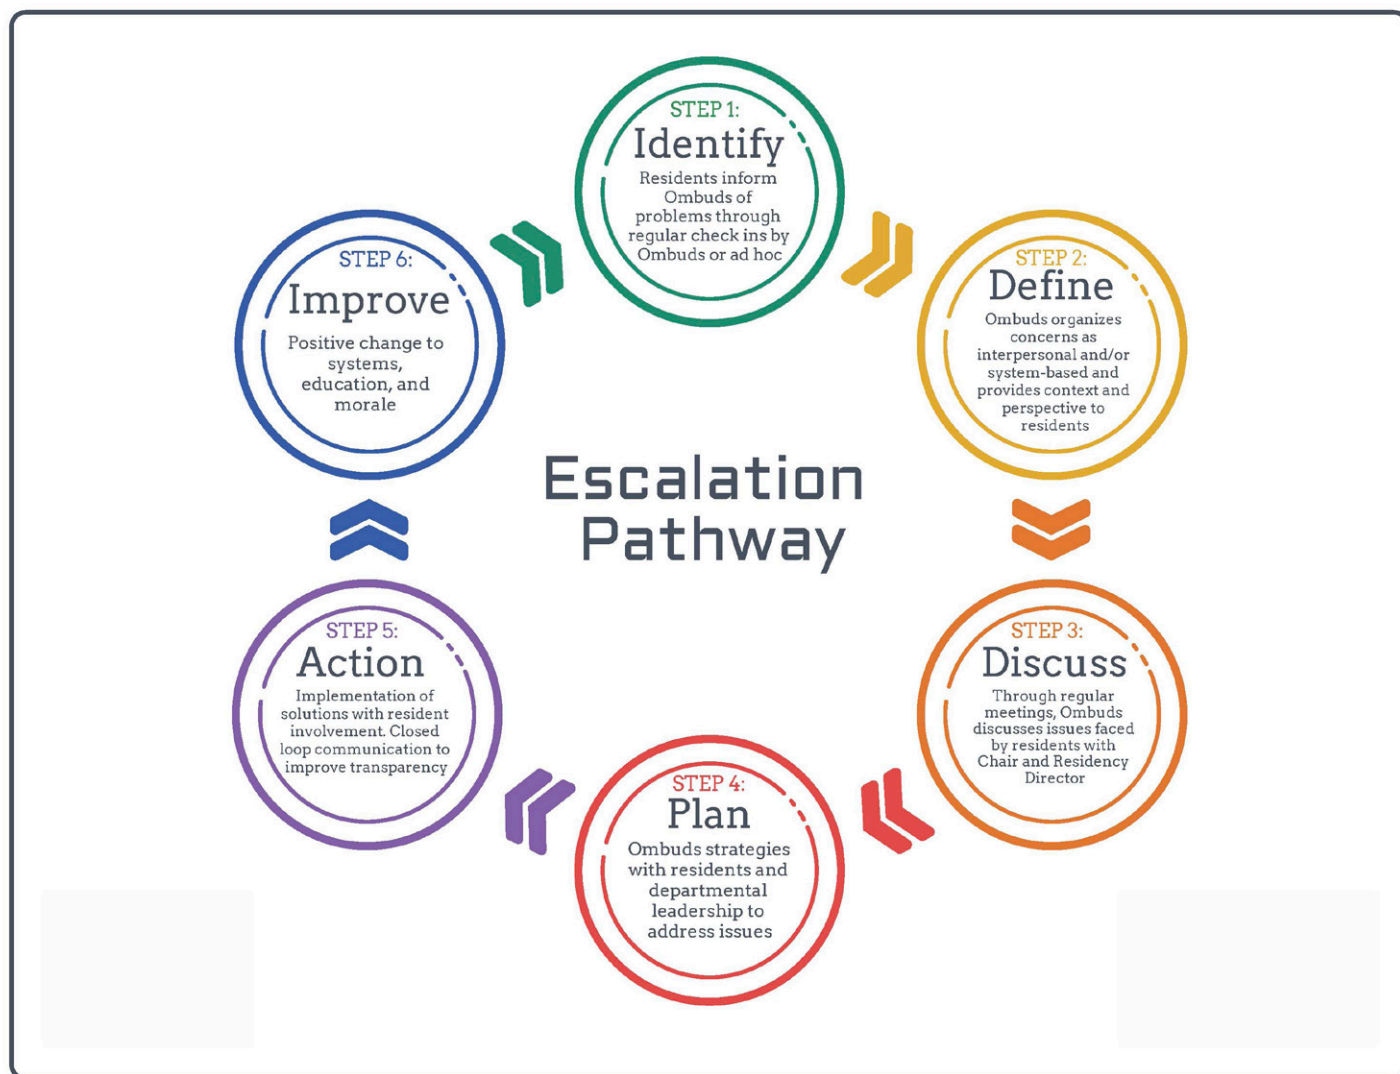 STEP 1:
Identify
Residents inform
Ombuds of
problems through
regular check ins by
Ombuds or ad hoc
STEP 2:
Define
Ombuds organizes
concerns as
interpersonal and/or
system-based and
provides context and
perspective to
residents
STEP 3:
Discuss
Through regular
meetings, Ombuds
discusses issues faced
by residents with
Chair and Residency
Director
STEP 4:
Plan
Ombuds strategies
with residents and
departmental
leadership to
address issues
STEP 5:
Action
Implementation of
solutions with resident
involvement. Closed
loop communication to
improve transparency
STEP 6:
Improve
Positive change to
systems,
education, and
morale
Escalation
Pathway